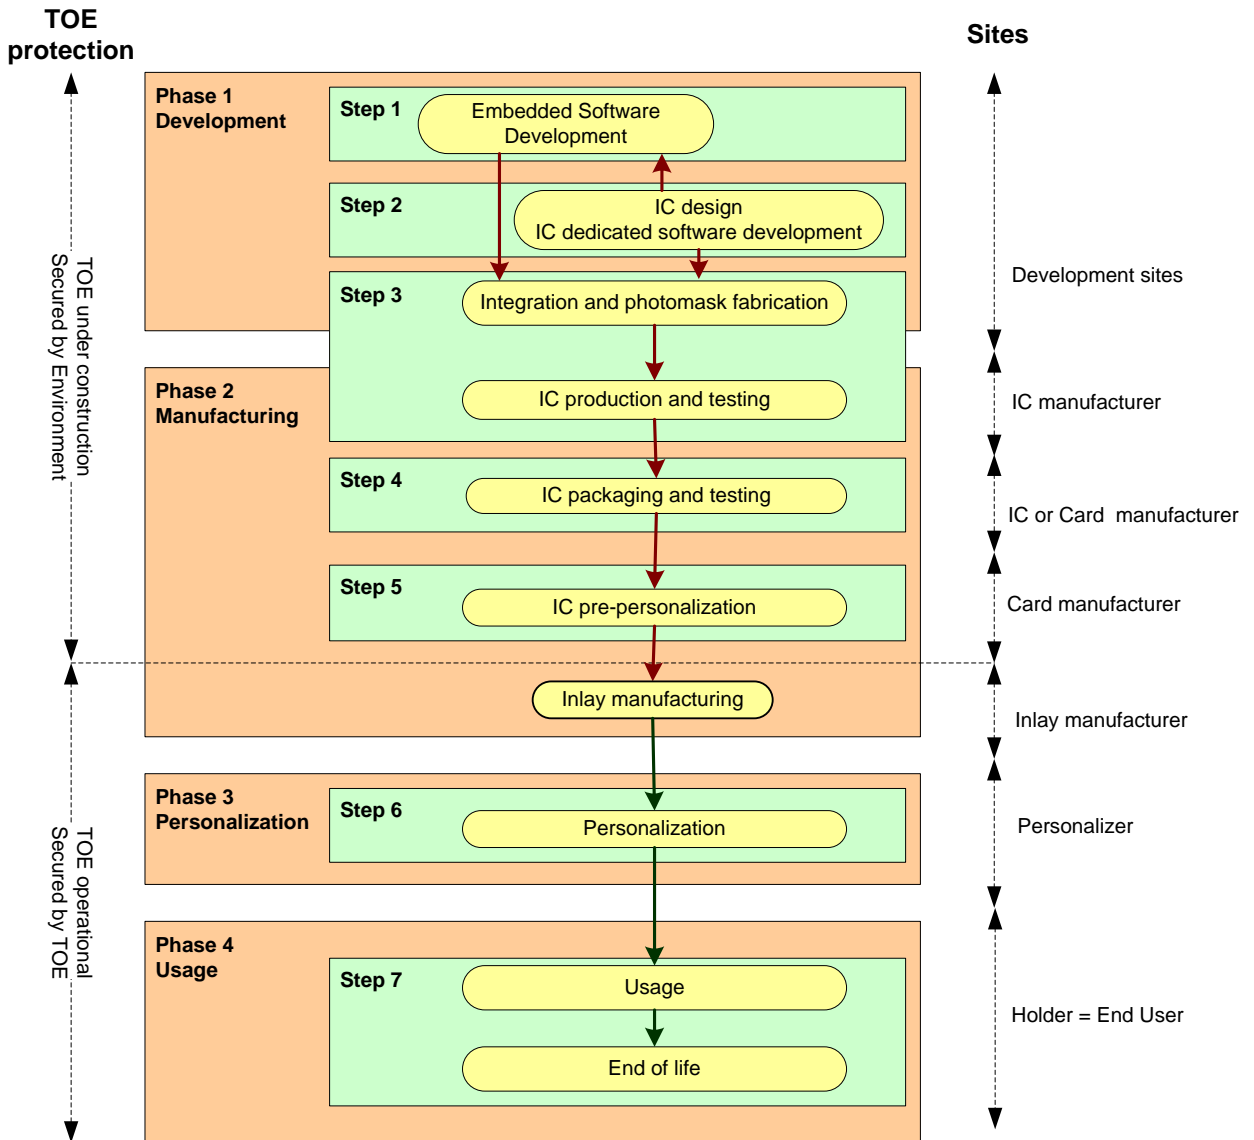 TOE
protection
Sites
Phase 1
Development
Step 1
Embedded Software
Development
Step 2
IC design
IC dedicated software development
Step 3
Integration and photomask fabrication
Development sites
TOE under construction
Secured by Environment
Phase 2
Manufacturing
IC production and testing
IC manufacturer
Step 4
IC packaging and testing
IC or Card manufacturer
Step 5
IC pre-personalization
Card manufacturer
Inlay manufacturing
Inlay manufacturer
Phase 3
Personalization
Step 6
Personalization
Personalizer
TOE operational
Secured by TOE
Phase 4
Usage
Step 7
Usage
Holder = End User
End of life